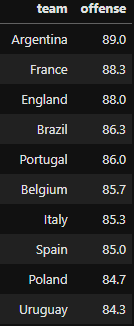 team offense
Argentina 89.0
France 88.3
England 88.0
Brazil 86.3
Portugal 86.0
Belgium 85.7
Italy 85.3
Spain 85.0
Poland 84.7
Uruguay 84.3